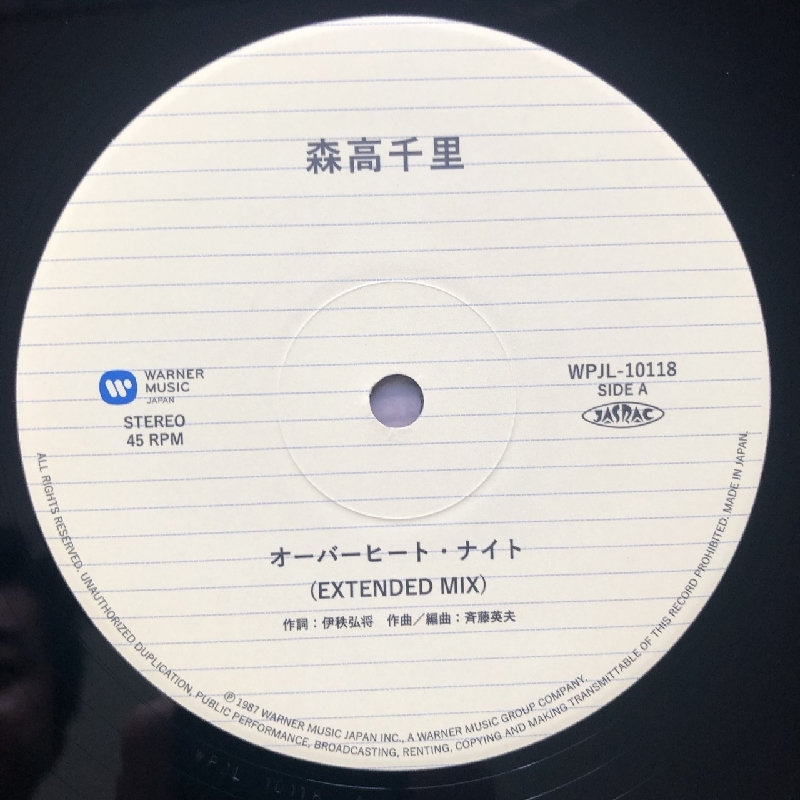 森高千里
WARNER
MUSIC
JAPAN
STEREO
45 RPM
WPJL-10118
SIDE A
JASRAC
オーバーヒート・ナイト
(EXTENDED MIX)
作詞：伊秩弘将 作曲／編曲：斉藤英夫
ALL RIGHTS RESERVED. UNAUTHORIZED DUPLICATION, PUBLIC PERFORMANCE, BROADCASTING, RENTING, COPYING AND MAKING TRANSMITTABLE OF THIS RECORD PROHIBITED. MADE IN JAPAN.
℗ 1987 WARNER MUSIC JAPAN INC., A WARNER MUSIC GROUP COMPANY.